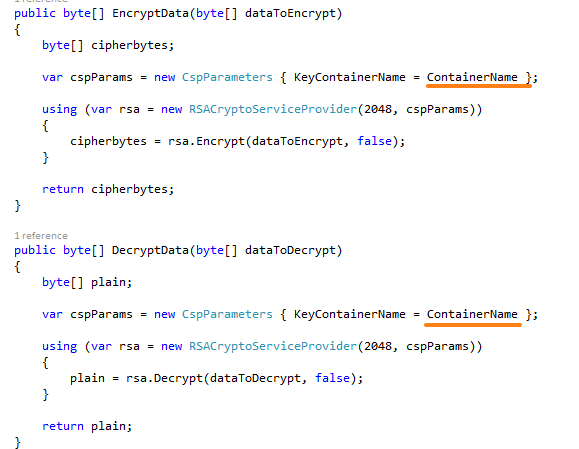 1 reference
public byte[] EncryptData(byte[] dataToEncrypt)
{
byte[] cipherbytes;
var cspParams = new CspParameters { KeyContainerName = ContainerName };
using (var rsa = new RSACryptoServiceProvider(2048, cspParams))
{
cipherbytes = rsa.Encrypt(dataToEncrypt, false);
}
return cipherbytes;
}
1 reference
public byte[] DecryptData(byte[] dataToDecrypt)
{
byte[] plain;
var cspParams = new CspParameters { KeyContainerName = ContainerName };
using (var rsa = new RSACryptoServiceProvider(2048, cspParams))
{
plain = rsa.Decrypt(dataToDecrypt, false);
}
return plain;
}